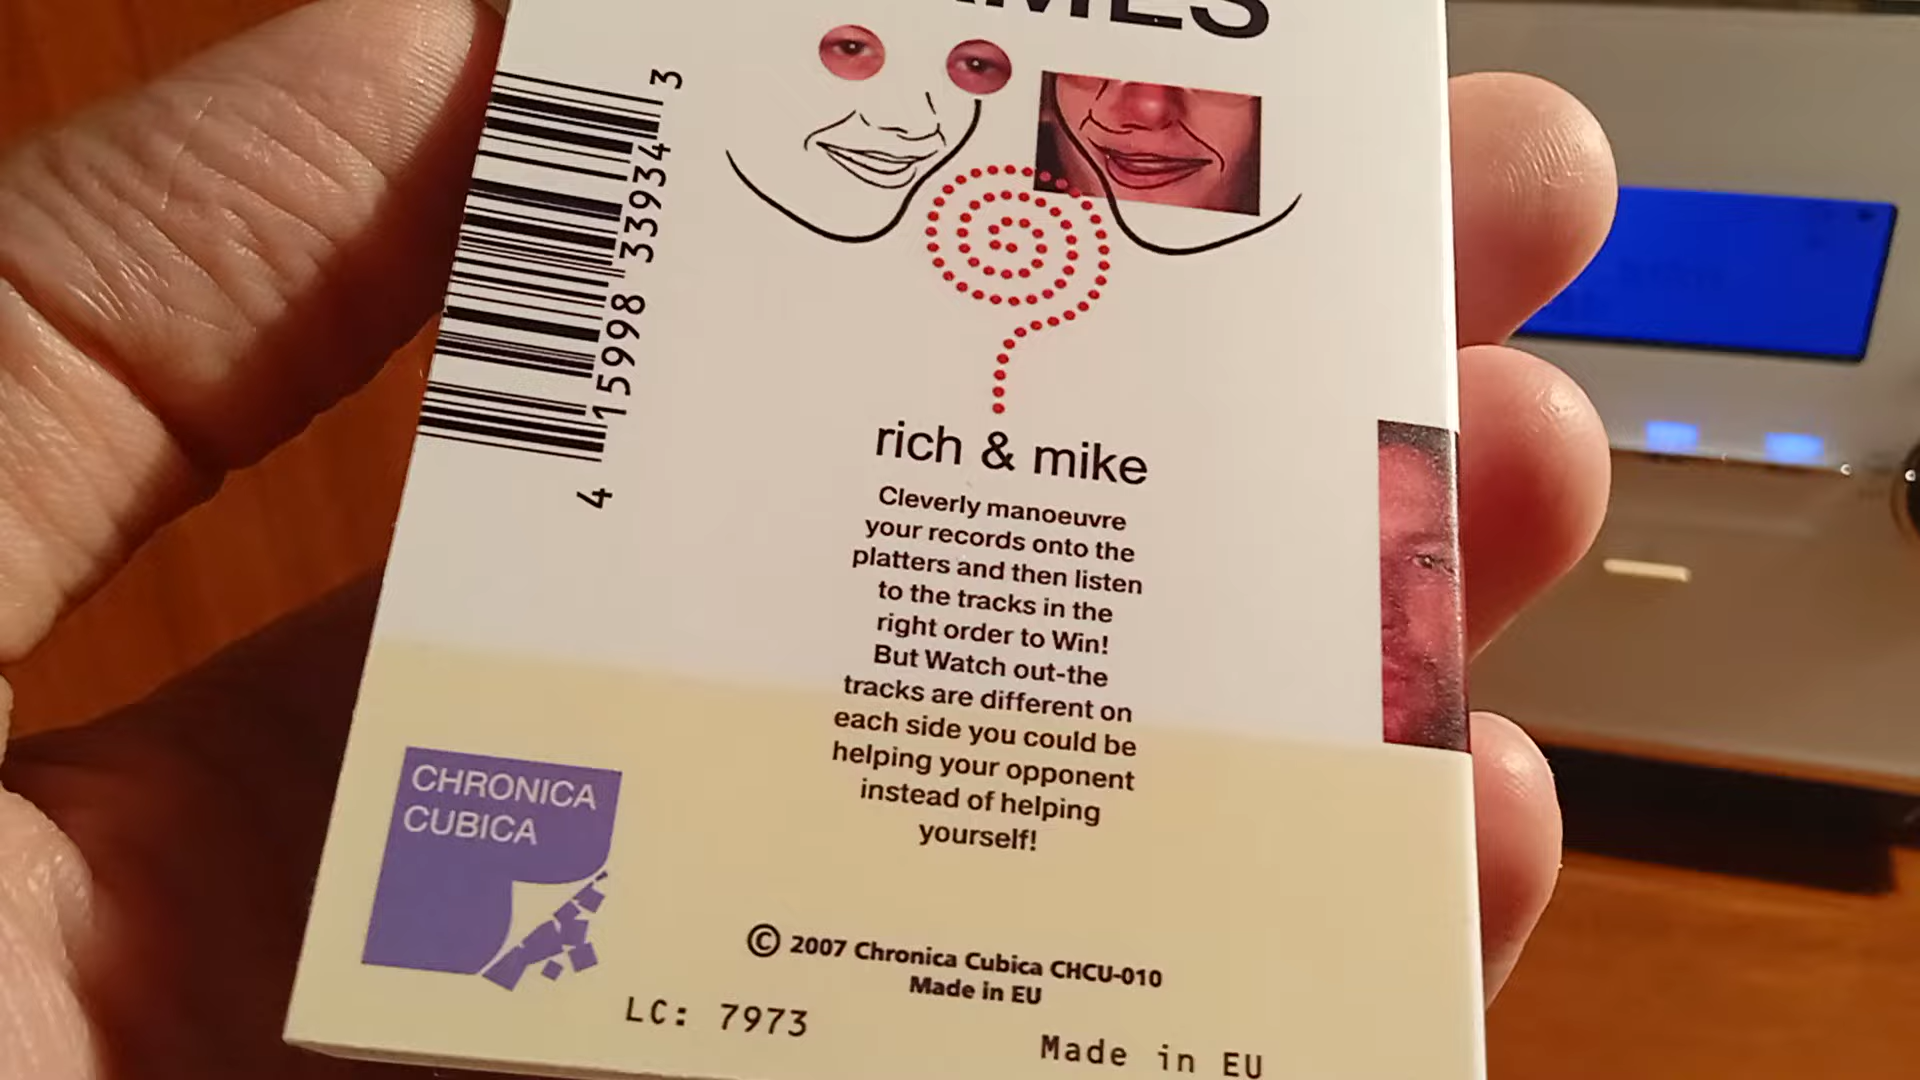 rich & mike
Cleverly manoeuvre
your records onto the
platters and then listen
to the tracks in the
right order to Win!
But Watch out-the
tracks are different on
each side you could be
helping your opponent
instead of helping
yourself!
4 15998 33934 3
CHRONICA
CUBICA
© 2007 Chronica Cubica CHCU-010
Made in EU
LC: 7973
Made in EU